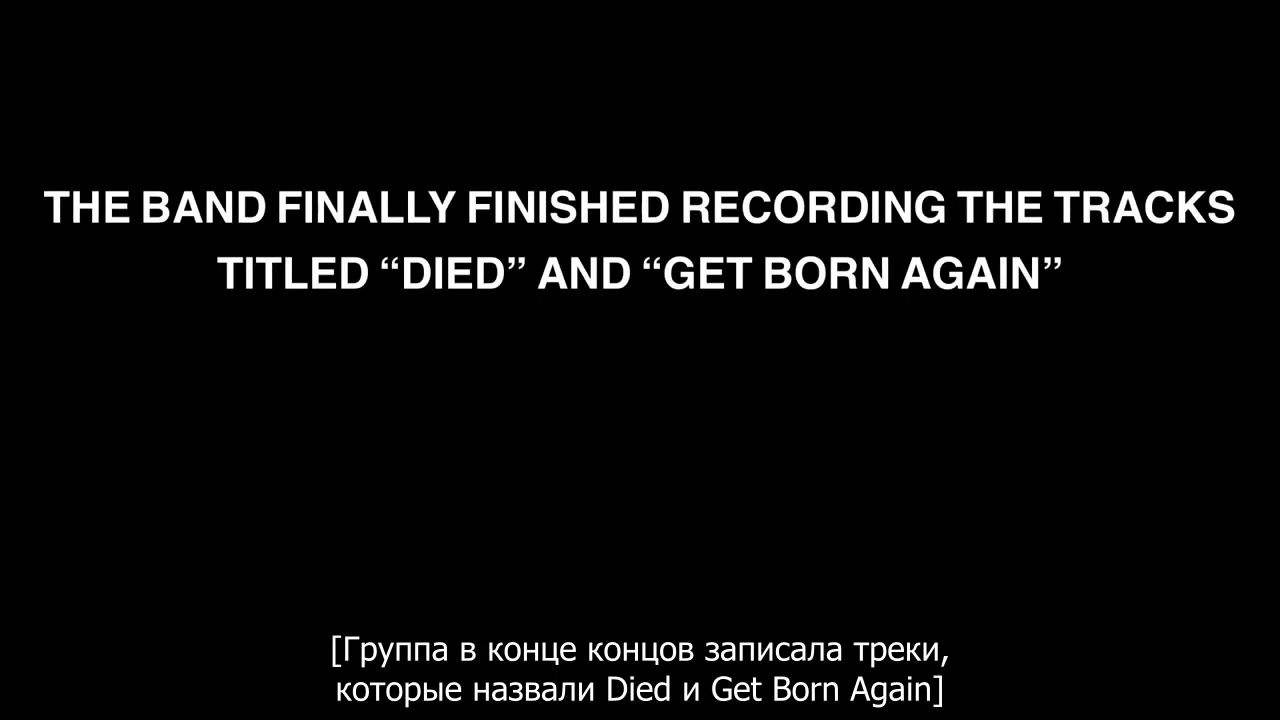 THE BAND FINALLY FINISHED RECORDING THE TRACKS
TITLED “DIED” AND “GET BORN AGAIN”
[Группа в конце концов записала треки,
которые назвали Died и Get Born Again]